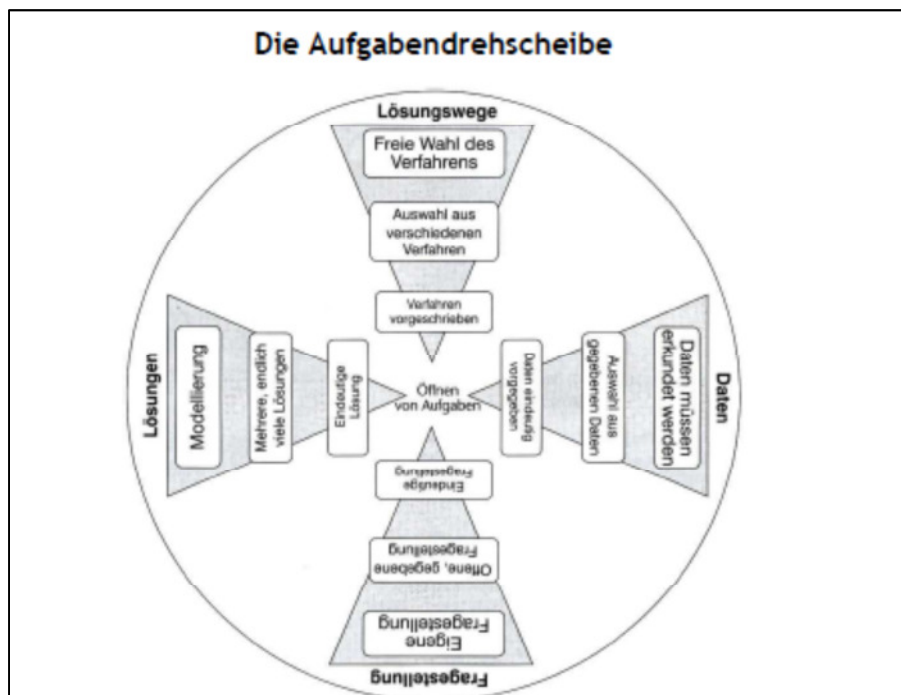 Die Aufgabendrehscheibe
Lösungswege
Freie Wahl des
Verfahrens
Auswahl aus
verschiedenen
Verfahren
Verfahren
vorgeschrieben
Lösungen
Modellierung
Mehrere, endlich
viele Lösungen
Eindeutige
Lösung
Öffnen
von Aufgaben
Daten eindeutig
vorgegeben
Auswahl aus
gegebenen Daten
Daten müssen
erkundet werden
Daten
Eindeutige
Fragestellung
Offene, gegebene
Fragestellung
Eigene
Fragestellung
Fragestellung